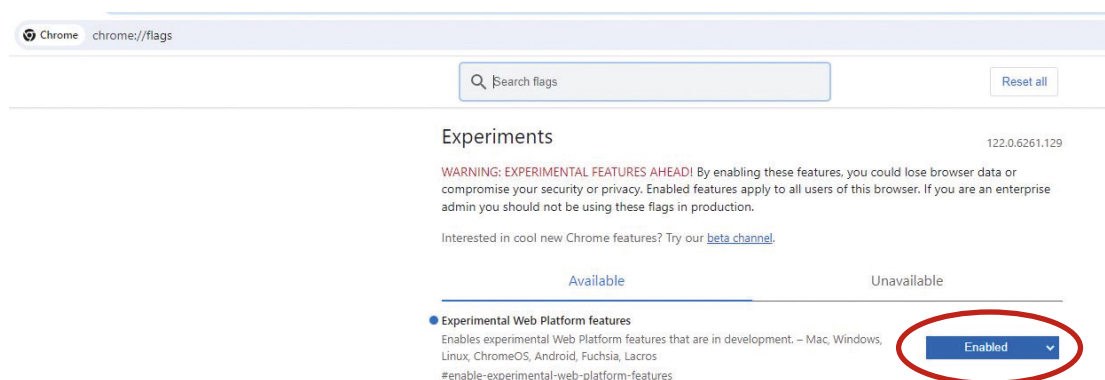 Chrome chrome://flags
Search flags
Reset all
Experiments
122.0.6261.129
WARNING: EXPERIMENTAL FEATURES AHEAD! By enabling these features, you could lose browser data or
compromise your security or privacy. Enabled features apply to all users of this browser. If you are an enterprise
admin you should not be using these flags in production.
Interested in cool new Chrome features? Try our beta channel.
Available
Unavailable
Experimental Web Platform features
Enables experimental Web Platform features that are in development. – Mac, Windows,
Linux, ChromeOS, Android, Fuchsia, Lacros
#enable-experimental-web-platform-features
Enabled